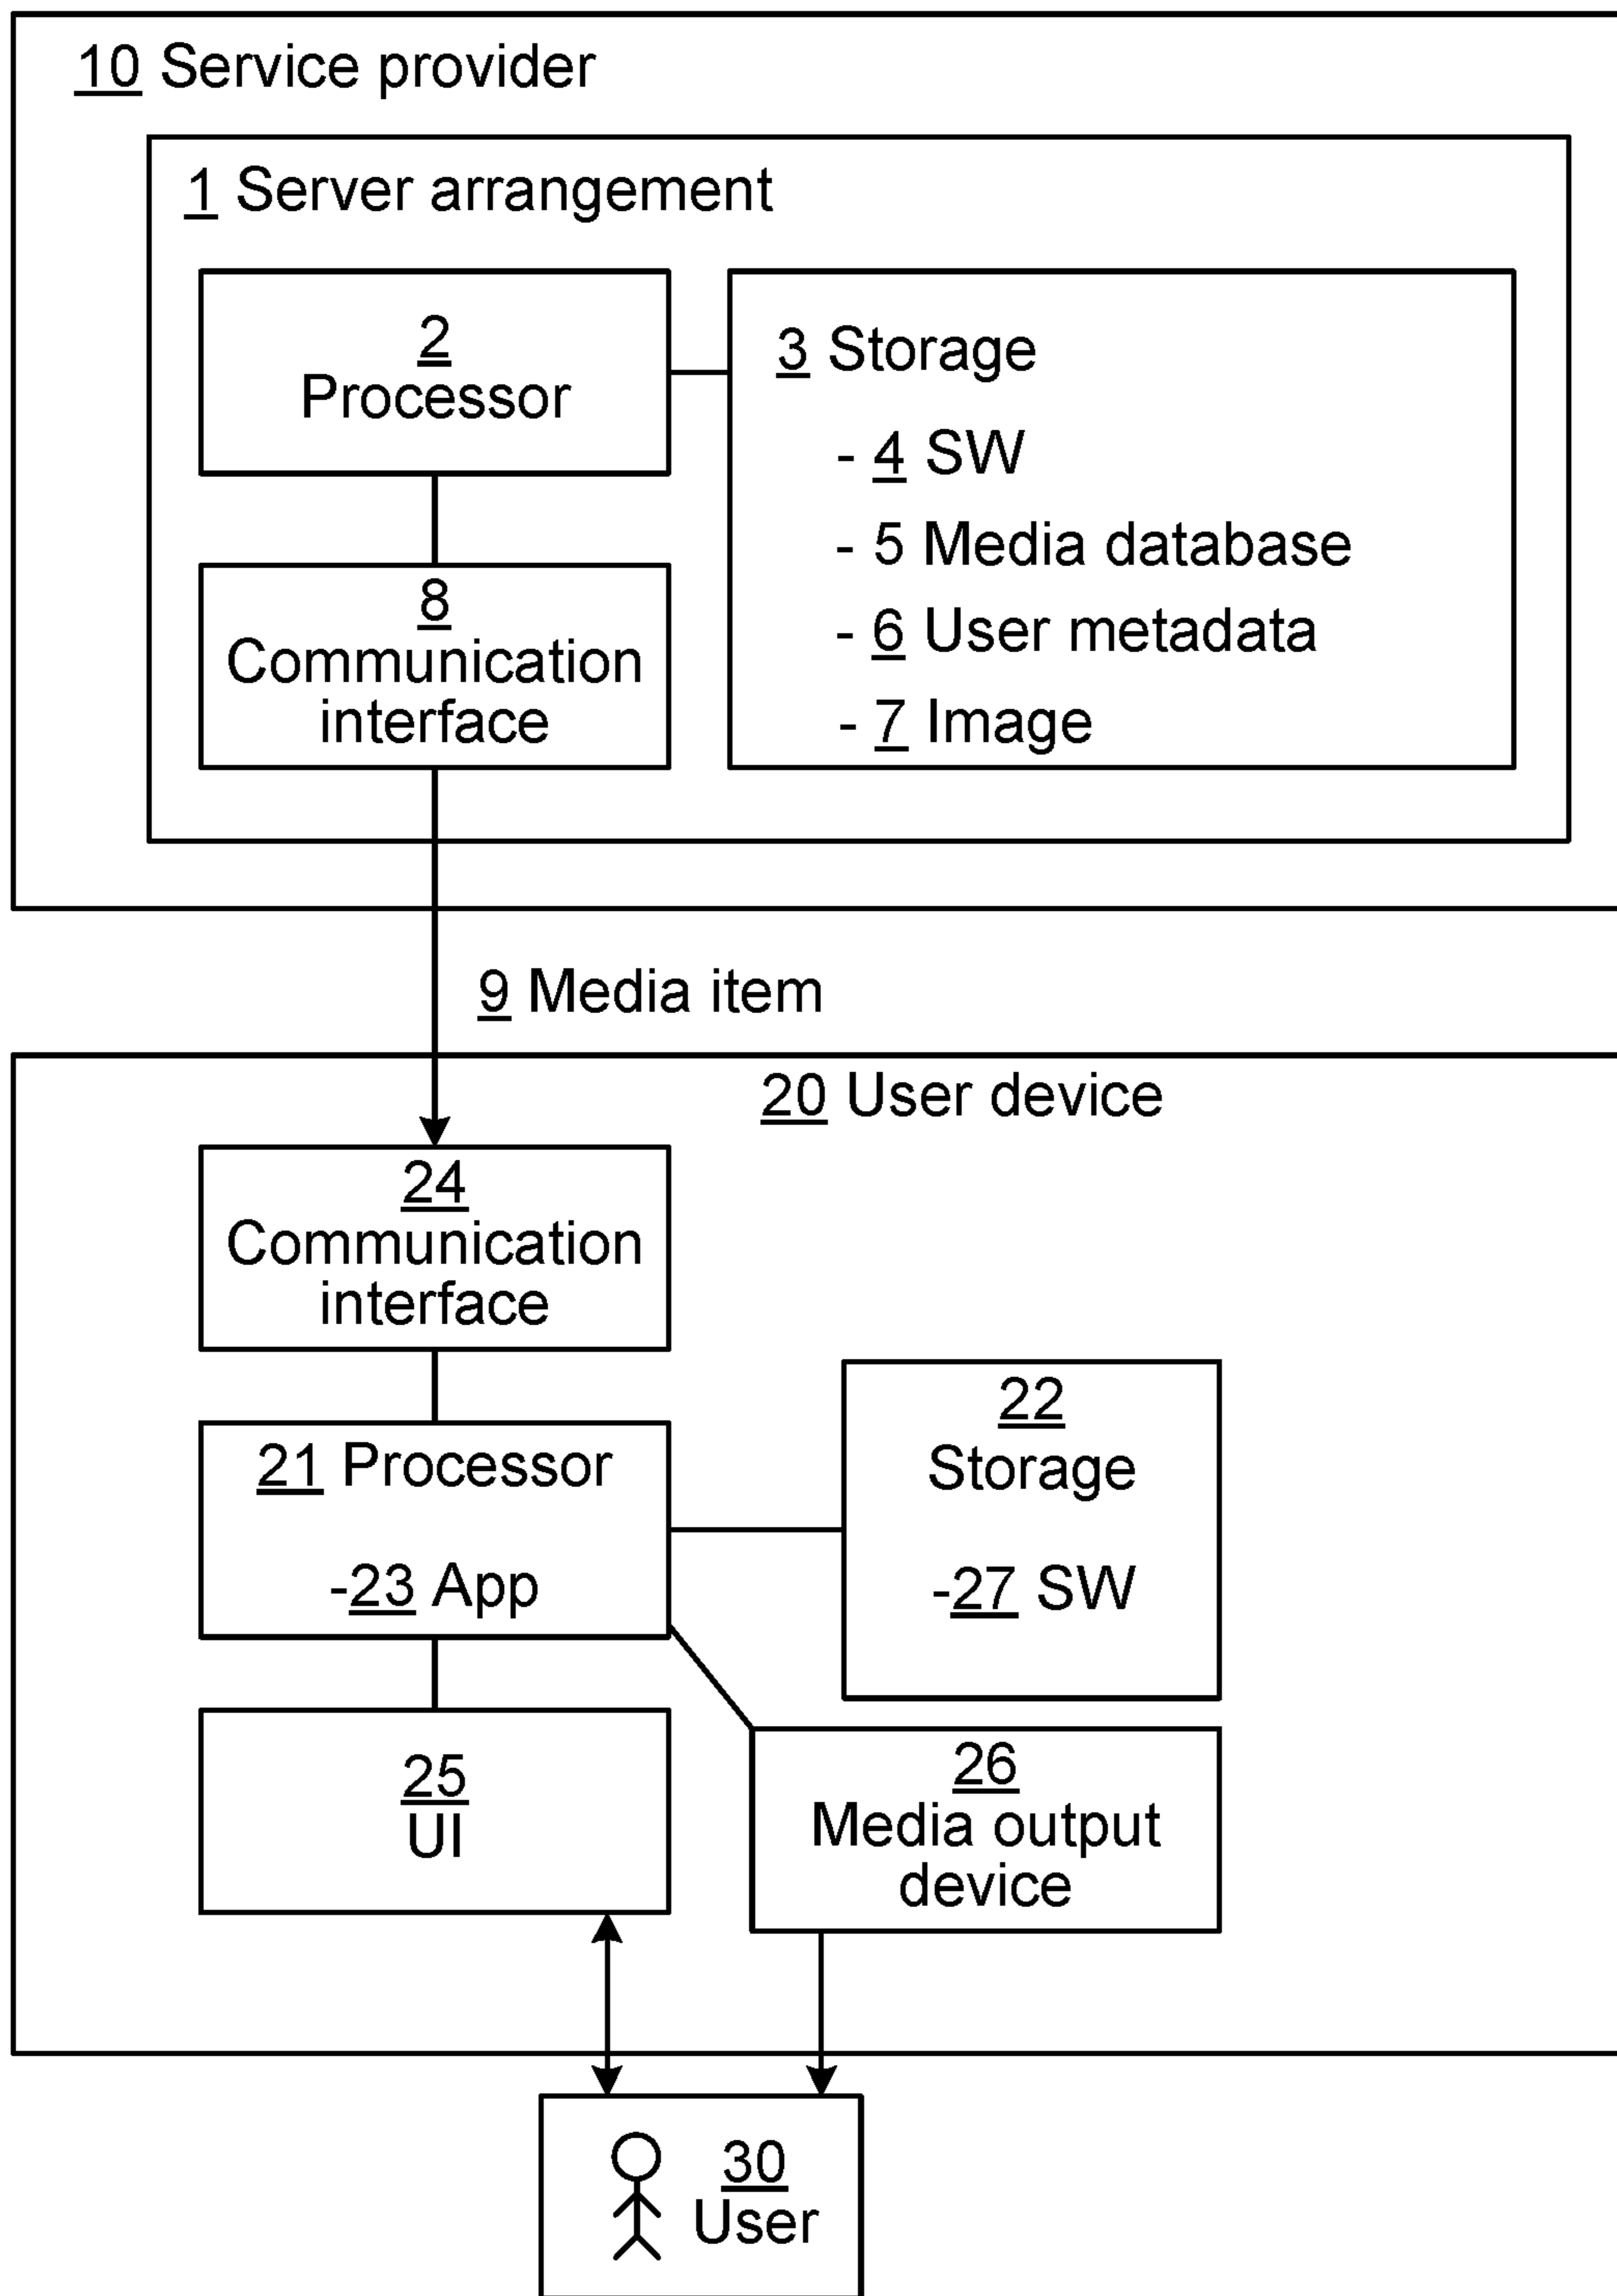 10 Service provider
1 Server arrangement
2
Processor
3 Storage
- 4 SW
- 5 Media database
- 6 User metadata
- 7 Image
8
Communication
interface
9 Media item
20 User device
24
Communication
interface
21 Processor
-23 App
22
Storage
-27 SW
25
UI
26
Media output
device
30
User